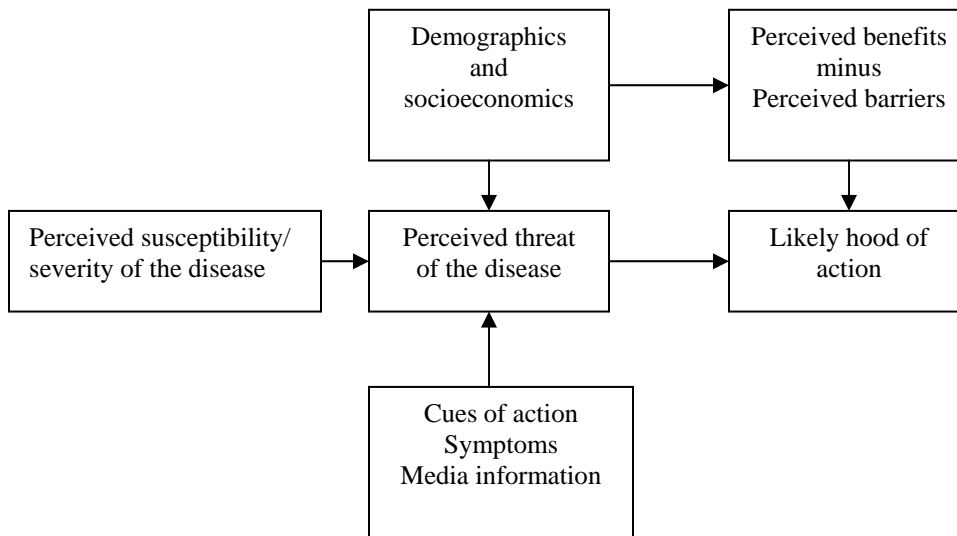 Demographics
and
socioeconomics
Perceived benefits
minus
Perceived barriers
Perceived susceptibility/
severity of the disease
Perceived threat
of the disease
Likely hood of
action
Cues of action
Symptoms
Media information